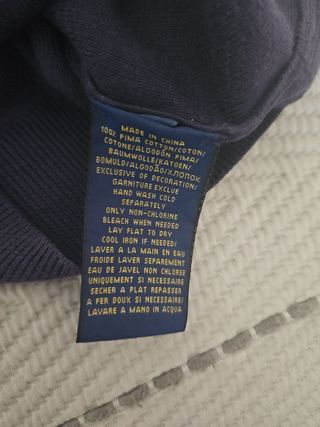 MADE IN CHINA
100% PIMA COTTON/COTON/
COTONE/ALGODÓN PIMA/
BAUMWOLLE/KATOEN/
BOMULD/ALGODÃO/ХЛОПОК
EXCLUSIVE OF DECORATION/
GARNITURE EXCLUE
HAND WASH COLD
SEPARATELY
ONLY NON-CHLORINE
BLEACH WHEN NEEDED
LAY FLAT TO DRY
COOL IRON IF NEEDED/
LAVER A LA MAIN EN EAU
FROIDE LAVER SEPAREMENT
EAU DE JAVEL NON CHLOREE
UNIQUEMENT SI NECESSAIRE
SECHER A PLAT REPASSER
A FER DOUX SI NECESSAIRE/
LAVARE A MANO IN ACQUA